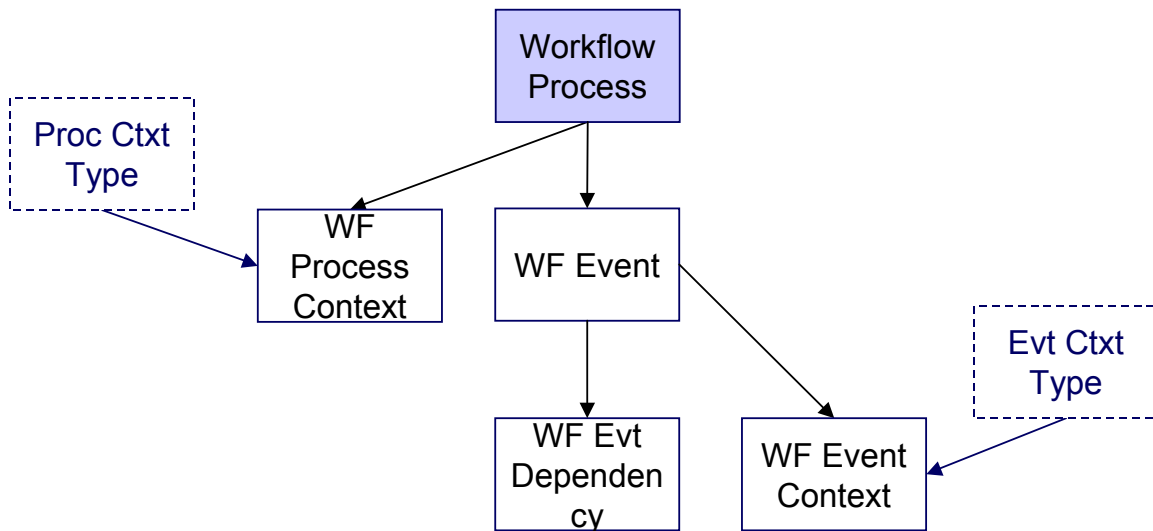 Workflow
Process
Proc Ctxt
Type
WF
Process
Context
WF Event
Evt Ctxt
Type
WF Evt
Dependen
cy
WF Event
Context